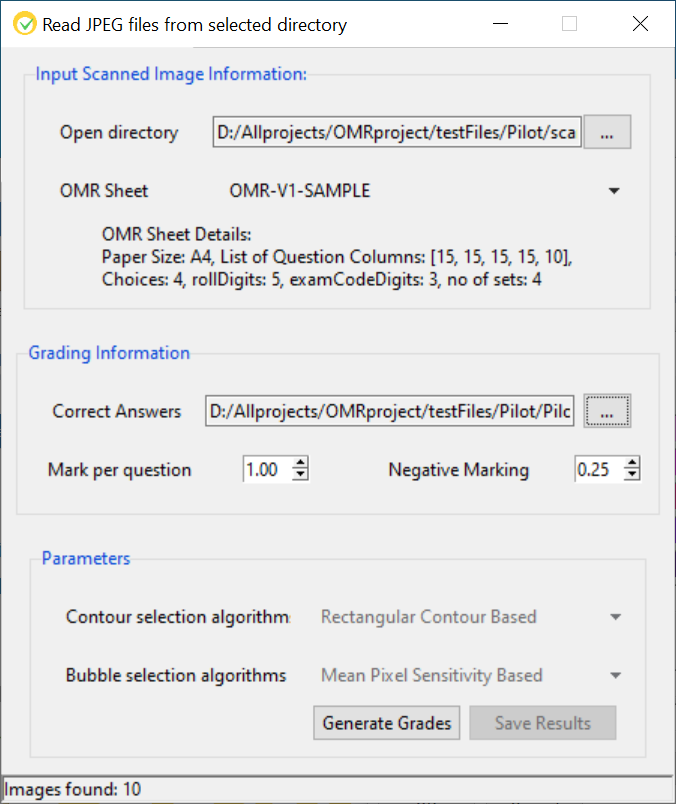 Read JPEG files from selected directory
Input Scanned Image Information:
Open directory D:/Allprojects/OMRproject/testFiles/Pilot/sca ...
OMR Sheet OMR-V1-SAMPLE
OMR Sheet Details:
Paper Size: A4, List of Question Columns: [15, 15, 15, 15, 10],
Choices: 4, rollDigits: 5, examCodeDigits: 3, no of sets: 4
Grading Information
Correct Answers D:/Allprojects/OMRproject/testFiles/Pilot/Pilc ...
Mark per question 1.00 Negative Marking 0.25
Parameters
Contour selection algorithm Rectangular Contour Based
Bubble selection algorithms Mean Pixel Sensitivity Based
Generate Grades Save Results
Images found: 10